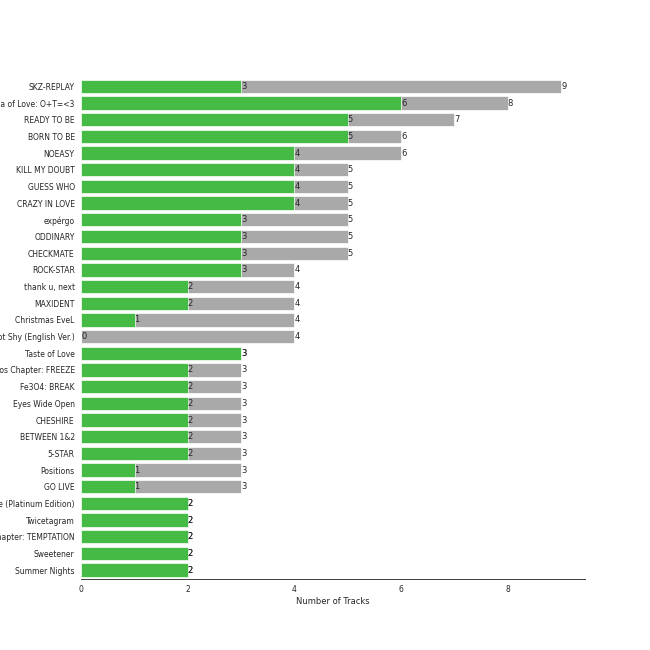 SKZ-REPLAY 3 9
a of Love: O+T=<3 6 8
READY TO BE 5 7
BORN TO BE 5 6
NOEASY 4 6
KILL MY DOUBT 4 5
GUESS WHO 4 5
CRAZY IN LOVE 4 5
expérgo 3 5
ODDINARY 3 5
CHECKMATE 3 5
ROCK-STAR 3 4
thank u, next 2 4
MAXIDENT 2 4
Christmas EveL 1 4
ot Shy (English Ver.) 0 4
Taste of Love 3
os Chapter: FREEZE 2 3
Fe3O4: BREAK 2 3
Eyes Wide Open 2 3
CHESHIRE 2 3
BETWEEN 1&2 2 3
5-STAR 2 3
Positions 1 3
GO LIVE 1 3
e (Platinum Edition) 2
Twicetagram 2
hapter: TEMPTATION 2
Sweetener 2
Summer Nights 2
0 2 4 6 8
Number of Tracks